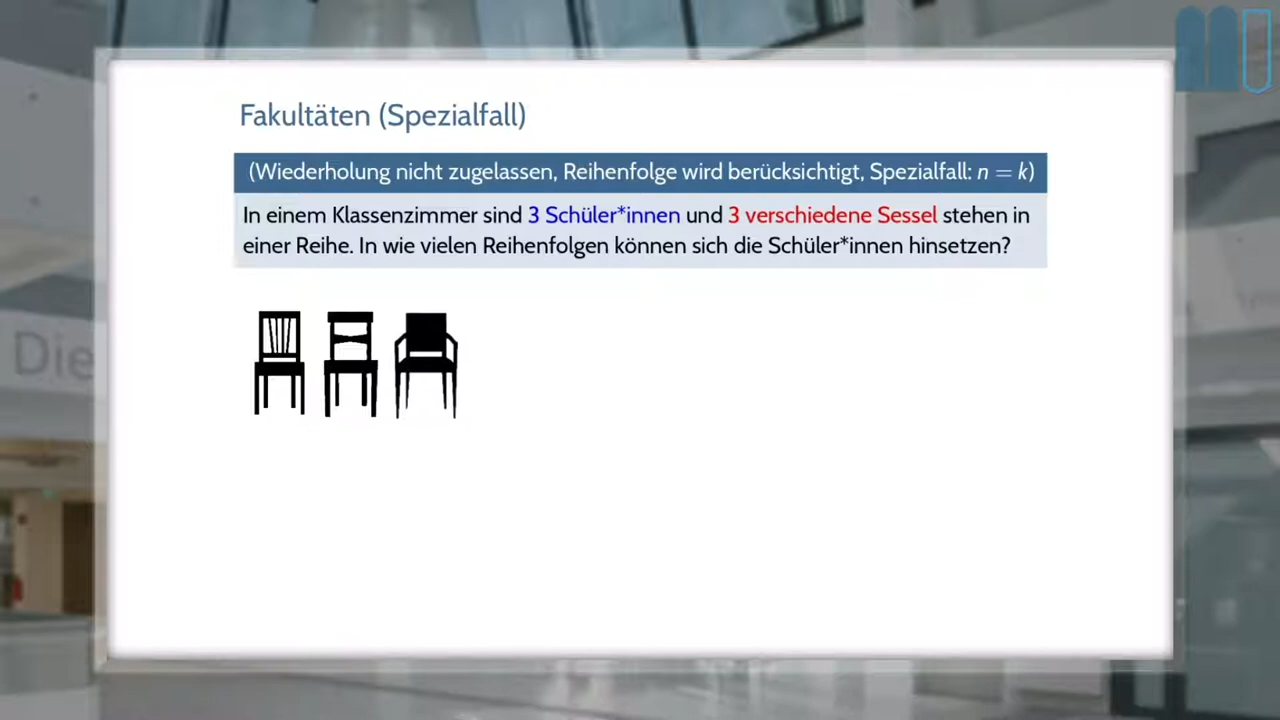 Fakultäten (Spezialfall)
(Wiederholung nicht zugelassen, Reihenfolge wird berücksichtigt, Spezialfall: n = k)
In einem Klassenzimmer sind 3 Schüler*innen und 3 verschiedene Sessel stehen in
einer Reihe. In wie vielen Reihenfolgen können sich die Schüler*innen hinsetzen?
Die